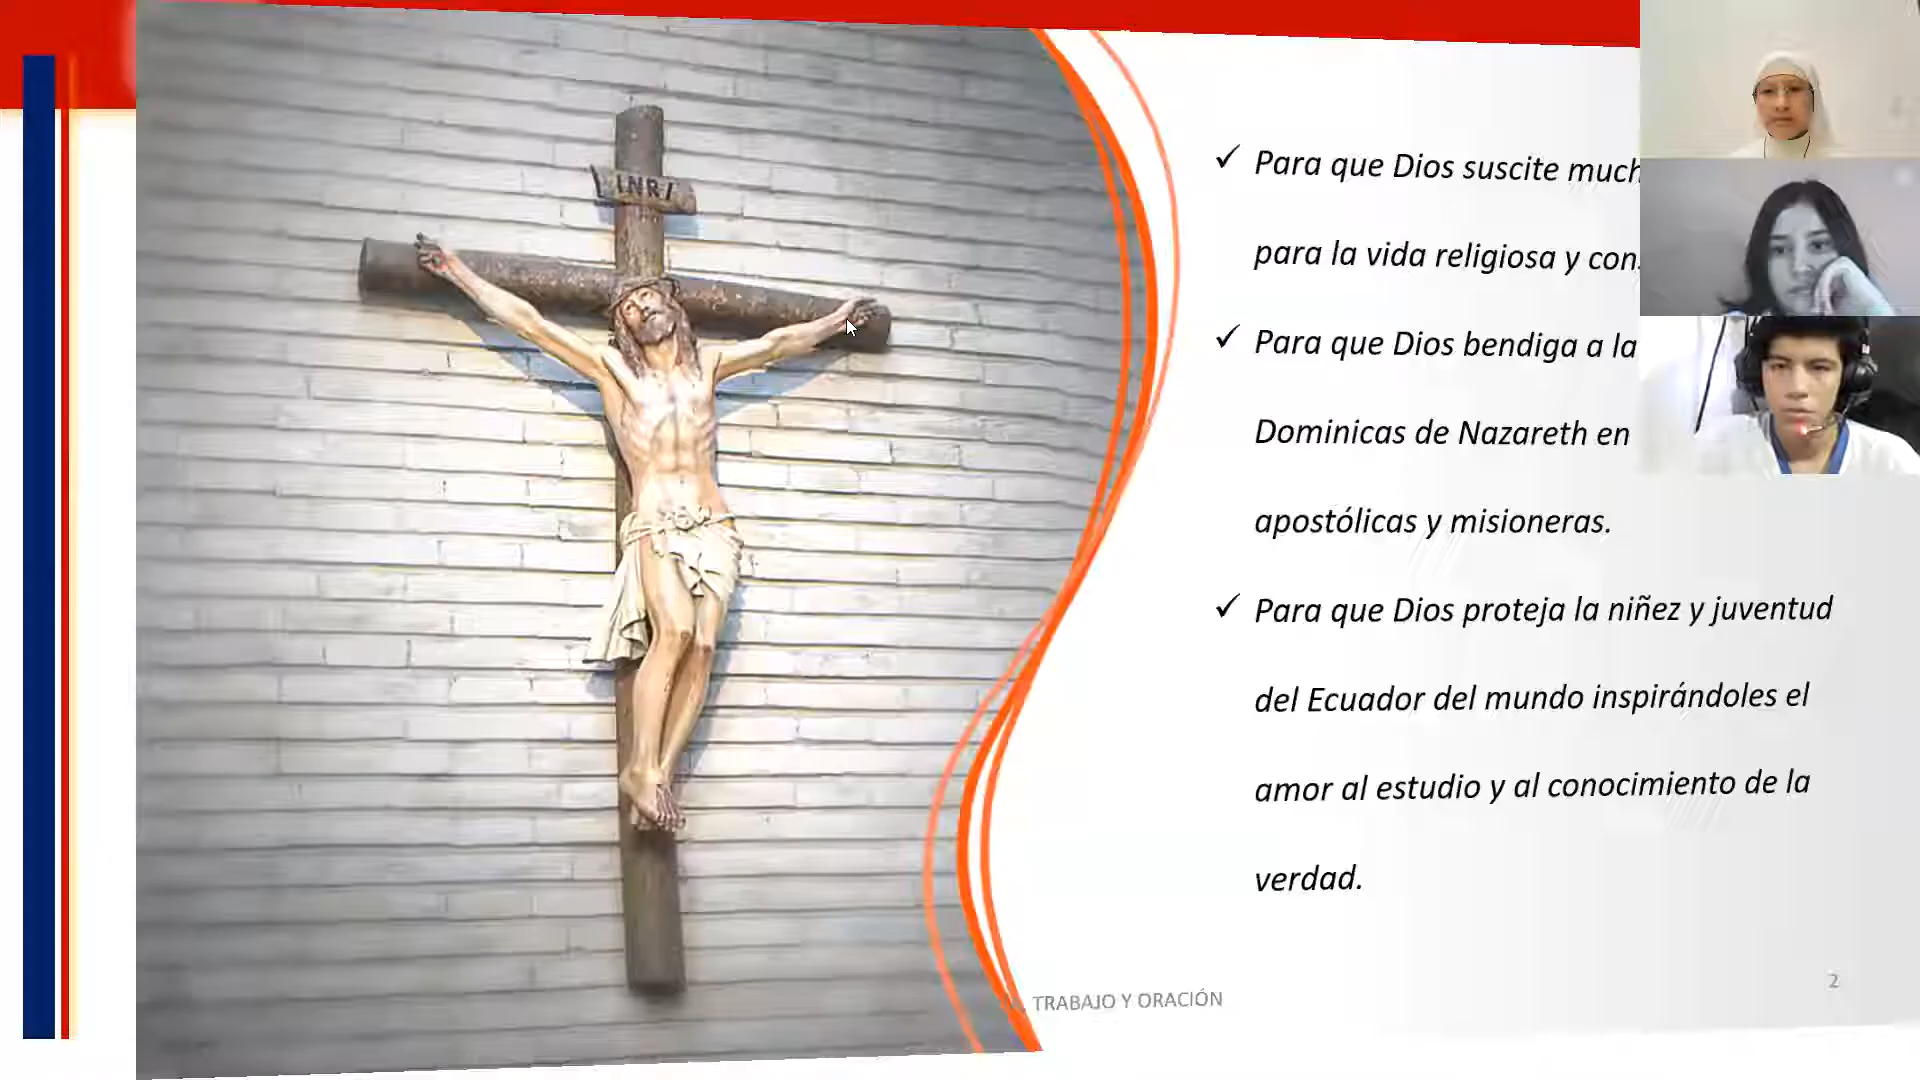 INRI
✓ Para que Dios suscite
para la vida religiosa y
✓ Para que Dios bendiga a la
Dominicas de Nazareth en
apostólicas y misioneras.
✓ Para que Dios proteja la niñez y juventud
del Ecuador del mundo inspirándoles el
amor al estudio y al conocimiento de la
verdad.
TRABAJO Y ORACIÓN
2